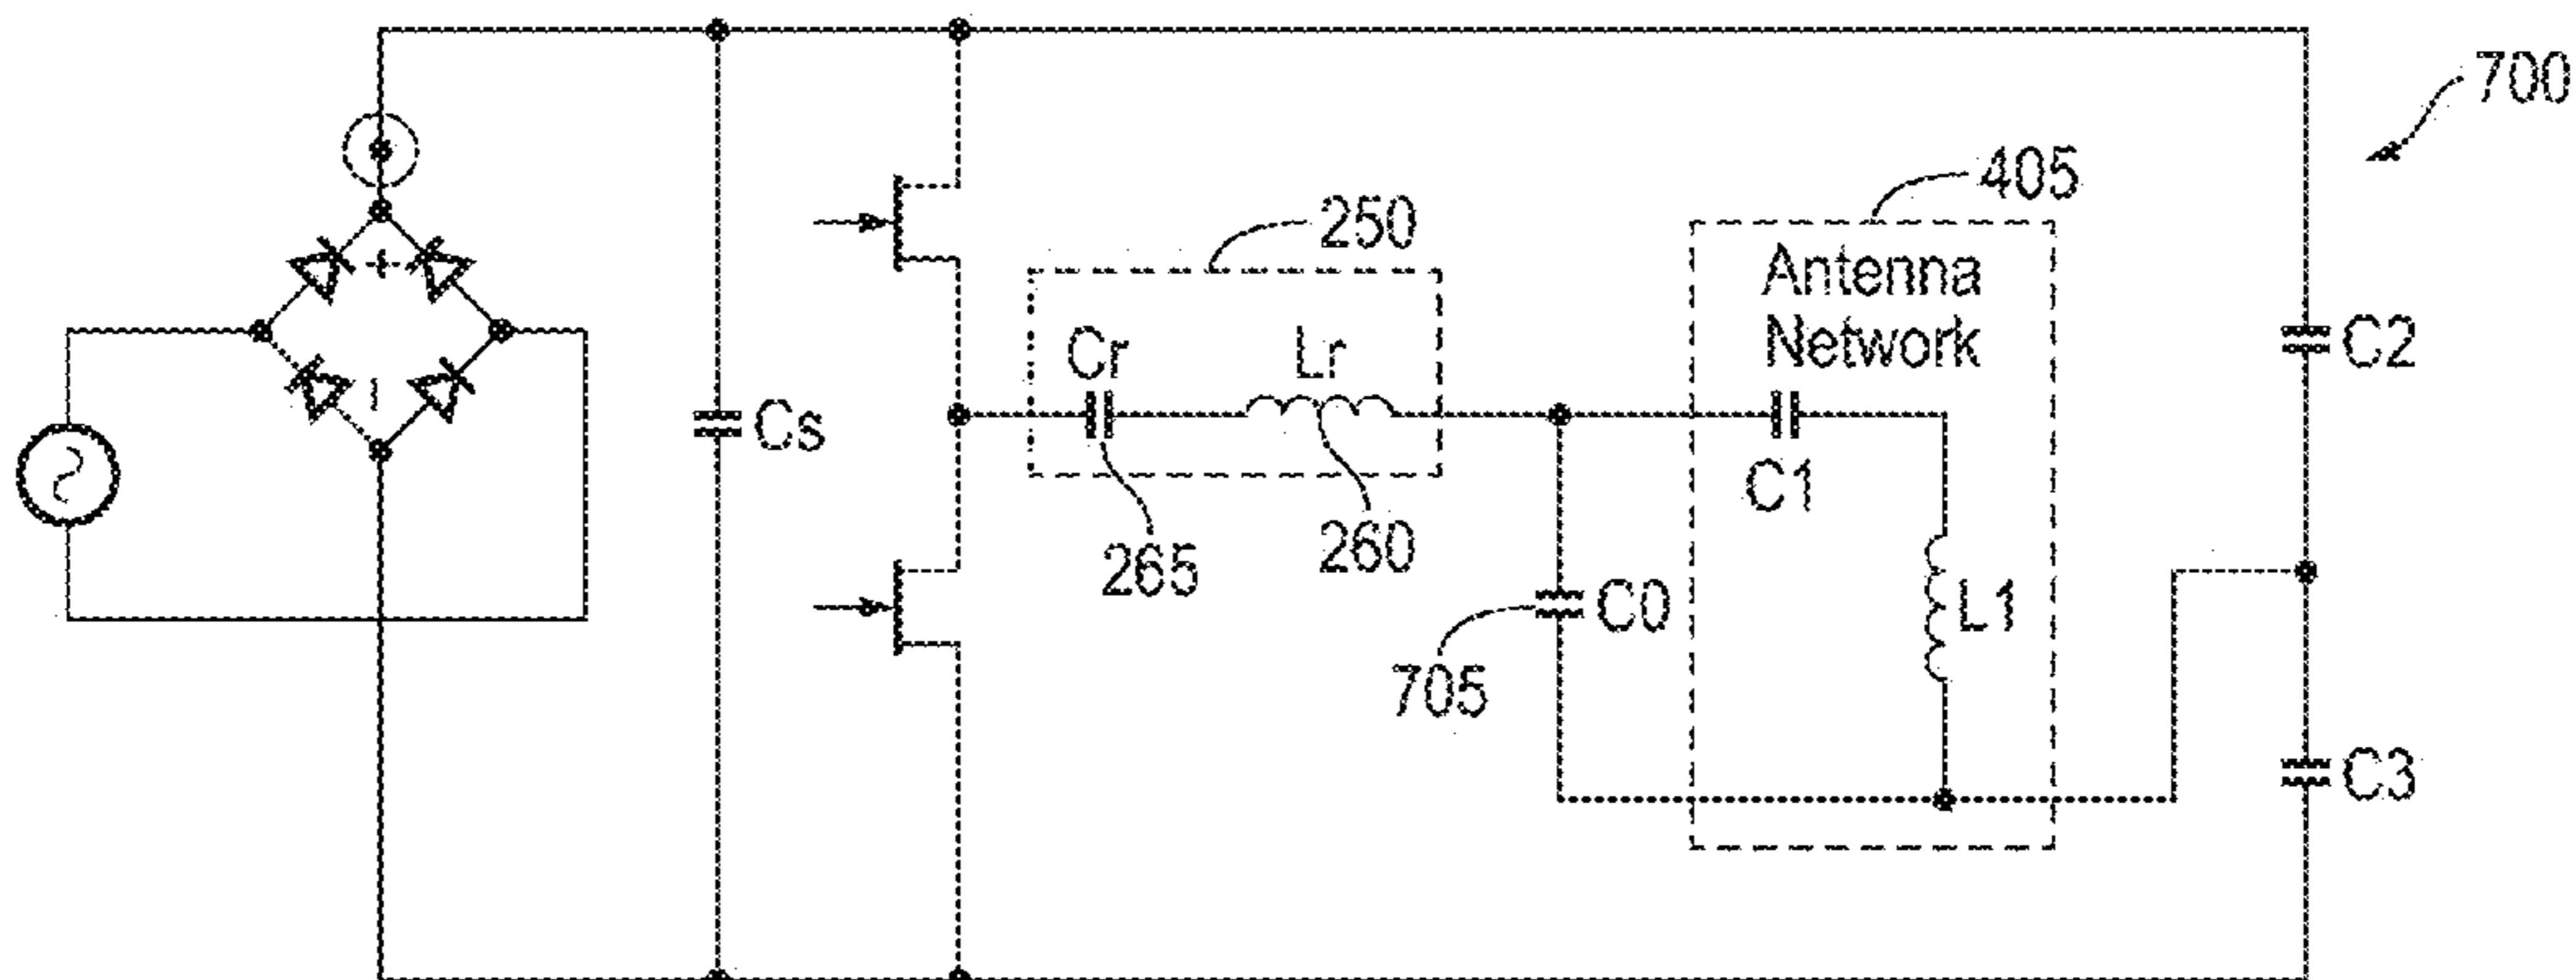 700
405
250
Antenna
Network
+
Cr
Lr
C2
-
Cs
C1
265
260
C0
L1
705
C3